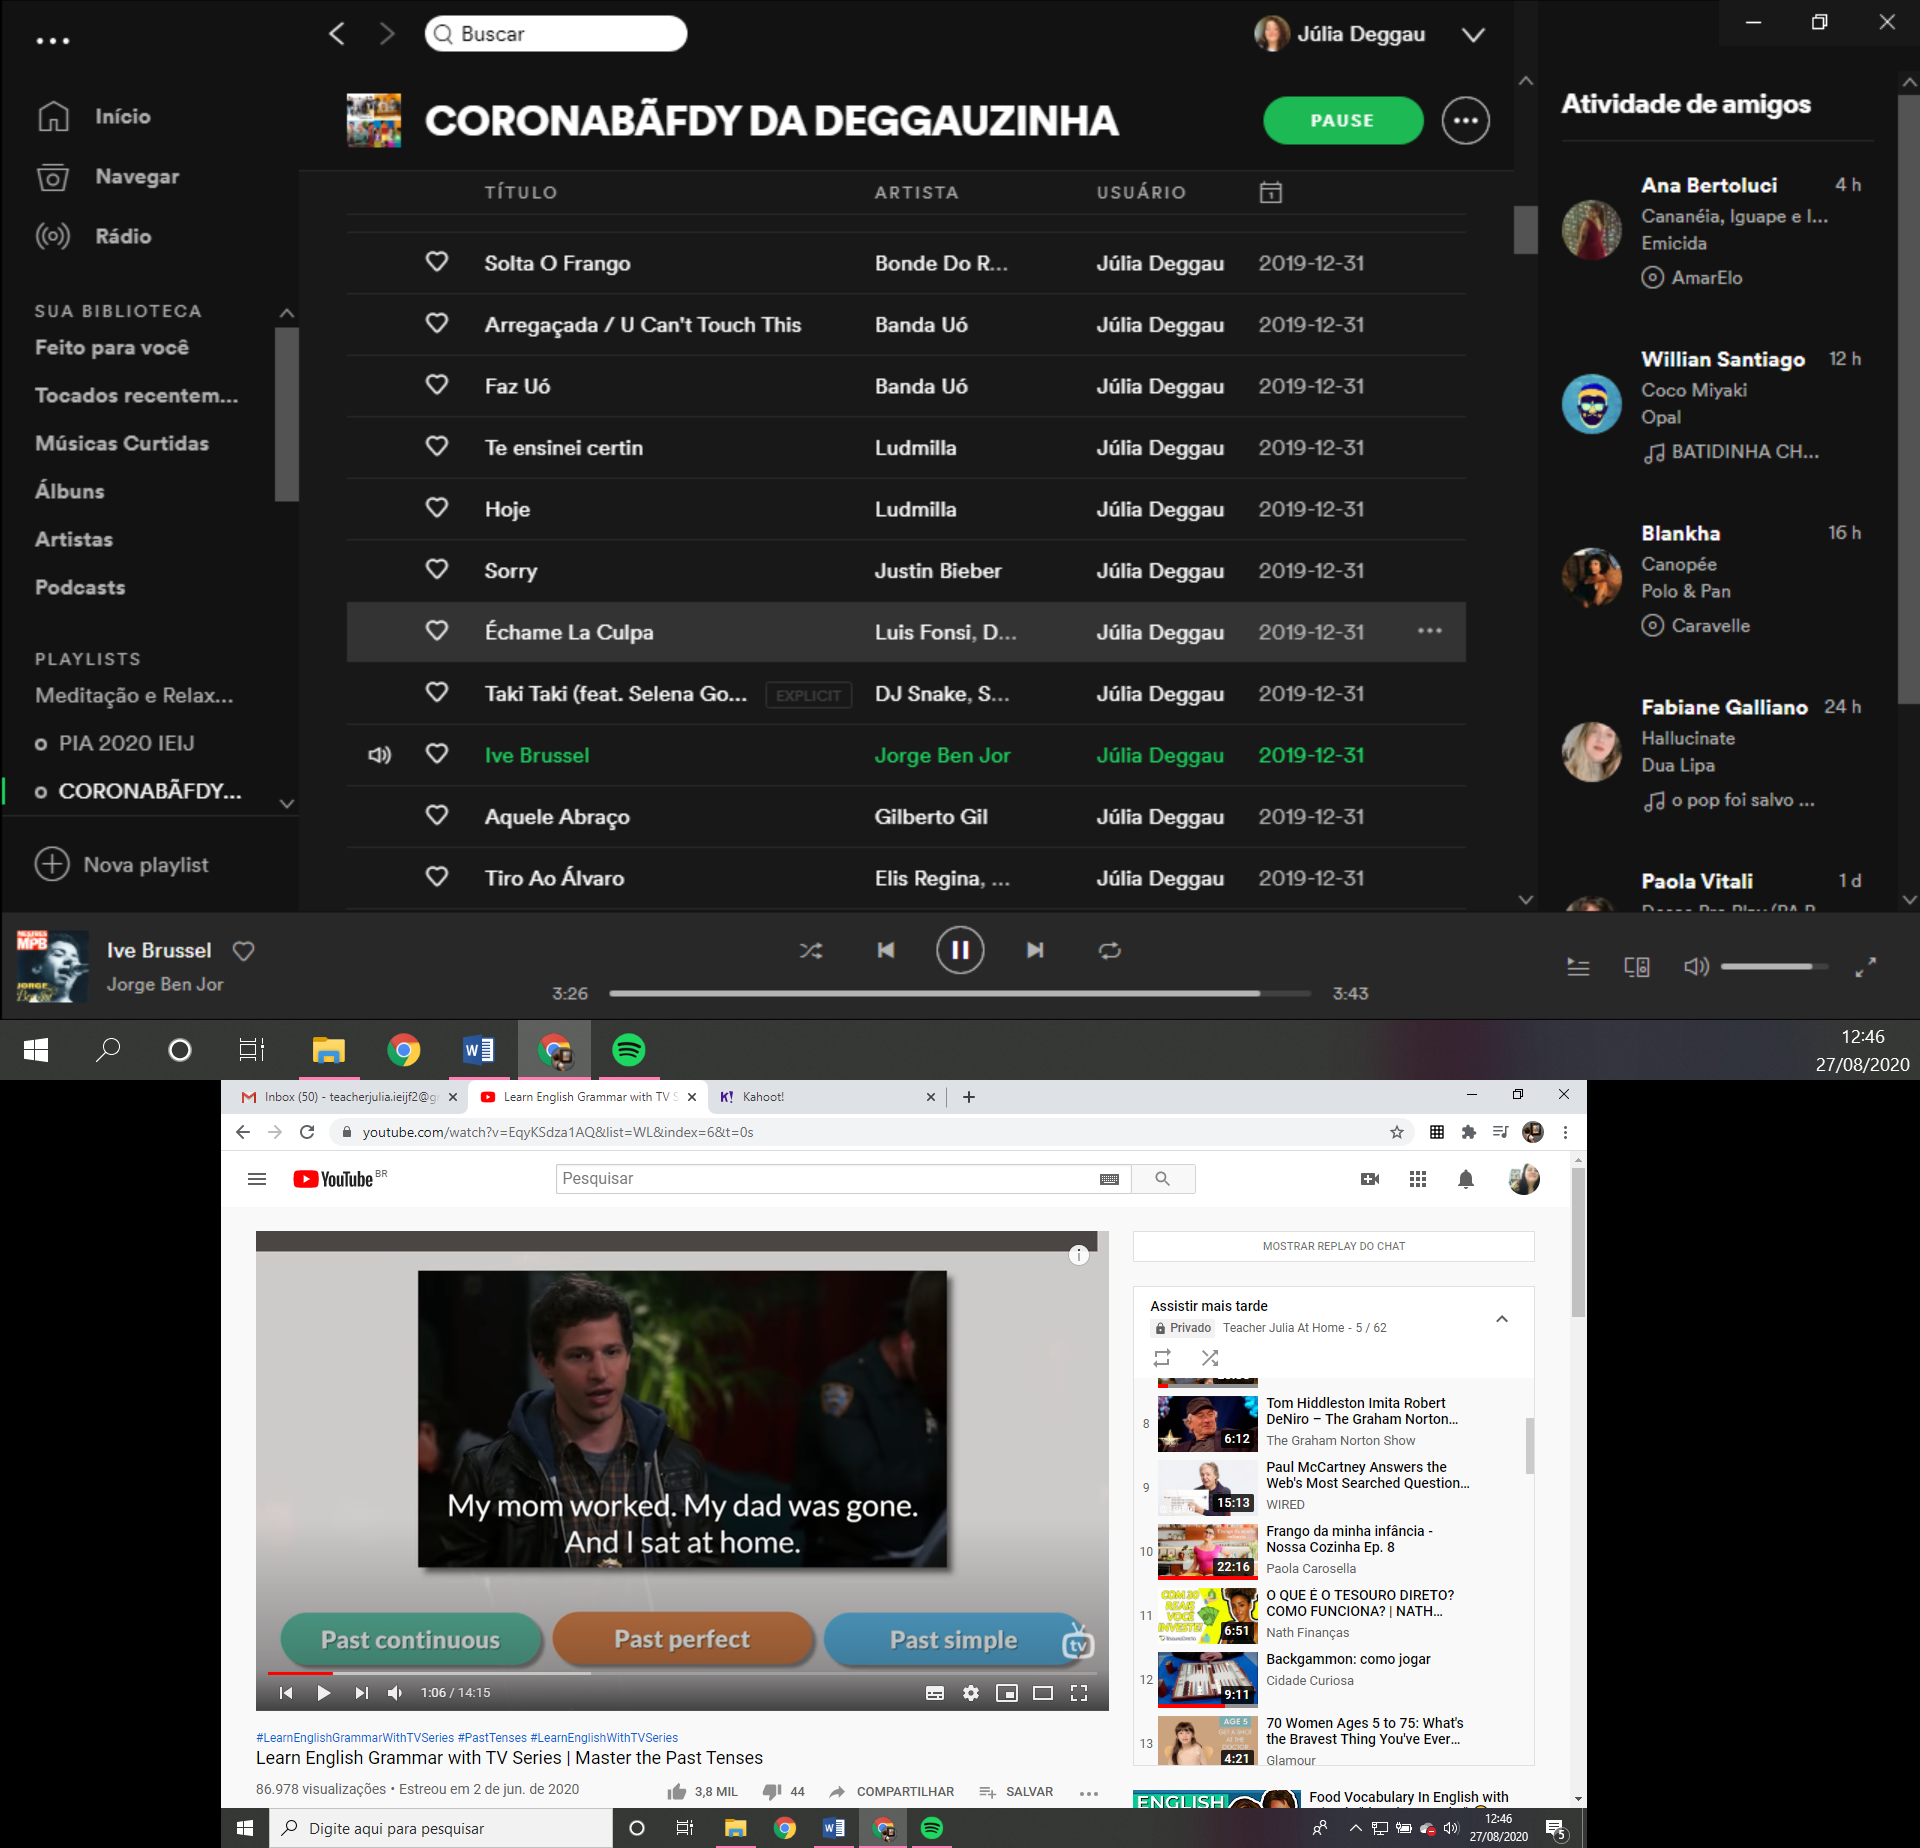 Buscar
Júlia Deggau
Início
Navegar
Rádio
SUA BIBLIOTECA
Feito para você
Tocados recentem...
Músicas Curtidas
Álbuns
Artistas
Podcasts
PLAYLISTS
Meditação e Relax...
PIA 2020 IEIJ
CORONABÃFDY...
Nova playlist
CORONABÃFDY DA DEGGAUZINHA
PAUSE
TÍTULO ARTISTA USUÁRIO
Solta O Frango Bonde Do R... Júlia Deggau 2019-12-31
Arregaçada / U Can't Touch This Banda Uó Júlia Deggau 2019-12-31
Faz Uó Banda Uó Júlia Deggau 2019-12-31
Te ensinei certin Ludmilla Júlia Deggau 2019-12-31
Hoje Ludmilla Júlia Deggau 2019-12-31
Sorry Justin Bieber Júlia Deggau 2019-12-31
Échame La Culpa Luis Fonsi, D... Júlia Deggau 2019-12-31
Taki Taki (feat. Selena Go... EXPLICIT DJ Snake, S... Júlia Deggau 2019-12-31
Ive Brussel Jorge Ben Jor Júlia Deggau 2019-12-31
Aquele Abraço Gilberto Gil Júlia Deggau 2019-12-31
Tiro Ao Álvaro Elis Regina, ... Júlia Deggau 2019-12-31
Atividade de amigos
Ana Bertoluci 4 h
Cananéia, Iguape e I...
Emicida
AmarElo
Willian Santiago 12 h
Coco Miyaki
Opal
BATIDINHA CH...
Blankha 16 h
Canopée
Polo & Pan
Caravelle
Fabiane Galliano 24 h
Hallucinate
Dua Lipa
o pop foi salvo ...
Paola Vitali 1 d
MPB
JORGE
Ive Brussel
Jorge Ben Jor
3:26 3:43
12:46
27/08/2020
Inbox (50) - teacherjulia.ieijf2@g Learn English Grammar with TV S Kahoot!
youtube.com/watch?v=EqyKSdza1AQ&list=WL&index=6&t=0s
YouTube BR
Pesquisar
My mom worked. My dad was gone.
And I sat at home.
Past continuous Past perfect Past simple
tv
1:06 / 14:15
#LearnEnglishGrammarWithTVSeries #PastTenses #LearnEnglishWithTVSeries
Learn English Grammar with TV Series | Master the Past Tenses
86.978 visualizações • Estreou em 2 de jun. de 2020
3,8 MIL 44 COMPARTILHAR SALVAR
MOSTRAR REPLAY DO CHAT
Assistir mais tarde
Privado Teacher Julia At Home - 5 / 62
8 Tom Hiddleston Imita Robert
DeNiro – The Graham Norton...
The Graham Norton Show
6:12
9 Paul McCartney Answers the
Web's Most Searched Question...
WIRED
15:13
10 Frango da minha infância -
Nossa Cozinha Ep. 8
Paola Carosella
22:16
11 O QUE É O TESOURO DIRETO?
COMO FUNCIONA? | NATH...
Nath Finanças
COM 30
REAIS
VOCÊ
INVESTE!
6:51
12 Backgammon: como jogar
Cidade Curiosa
9:11
13 70 Women Ages 5 to 75: What's
the Bravest Thing You've Ever...
Glamour
AGE 5
4:21
ENGLISH
Food Vocabulary In English with
Digite aqui para pesquisar
12:46
27/08/2020
5